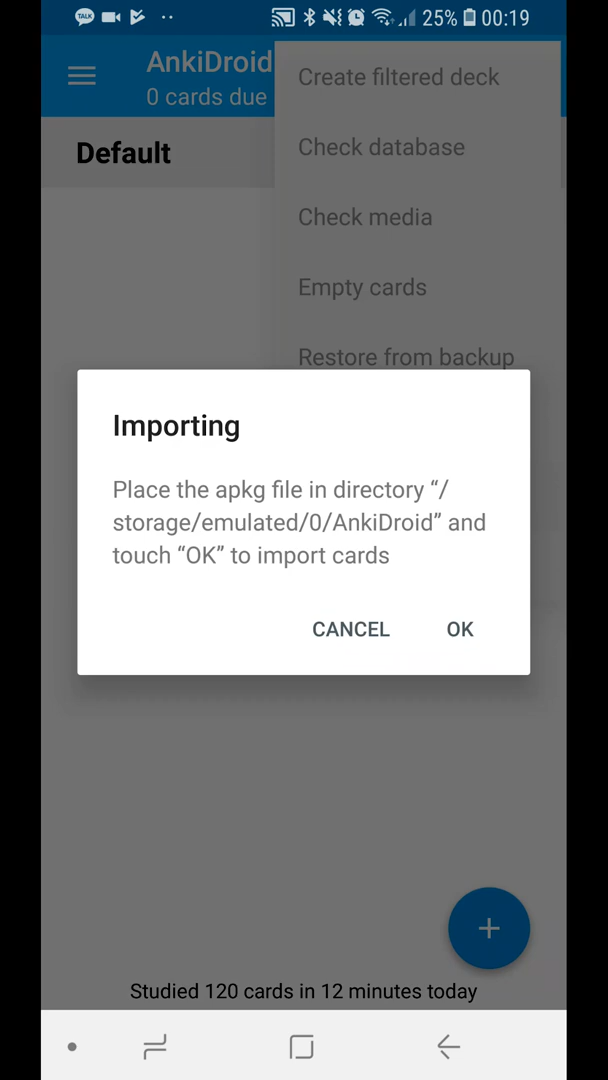 TALK 25% 00:19
AnkiDroid
0 cards due
Create filtered deck
Default
Check database
Check media
Empty cards
Restore from backup
Importing
Place the apkg file in directory “/
storage/emulated/0/AnkiDroid” and
touch “OK” to import cards
CANCEL OK
Studied 120 cards in 12 minutes today